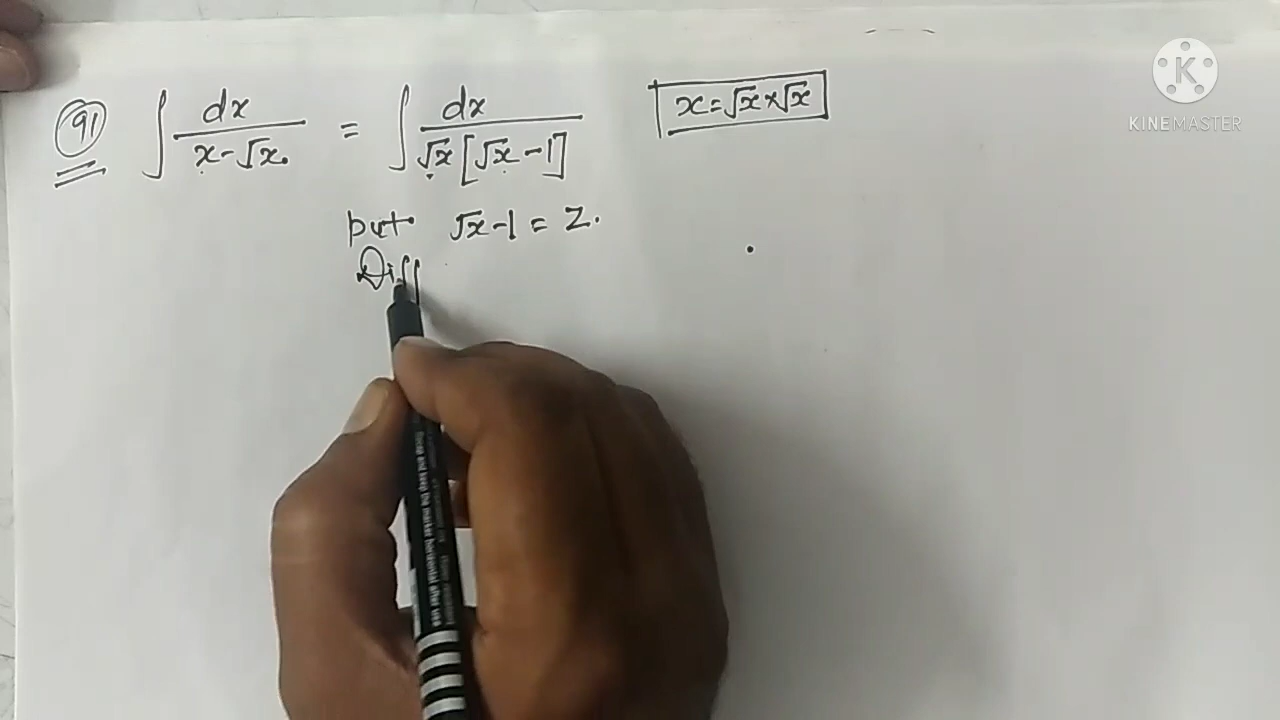 91 ∫ dx / (x - √x) = ∫ dx / (√x [√x - 1])
x = √x × √x
put √x - 1 = z.
Diff
KINEMASTER